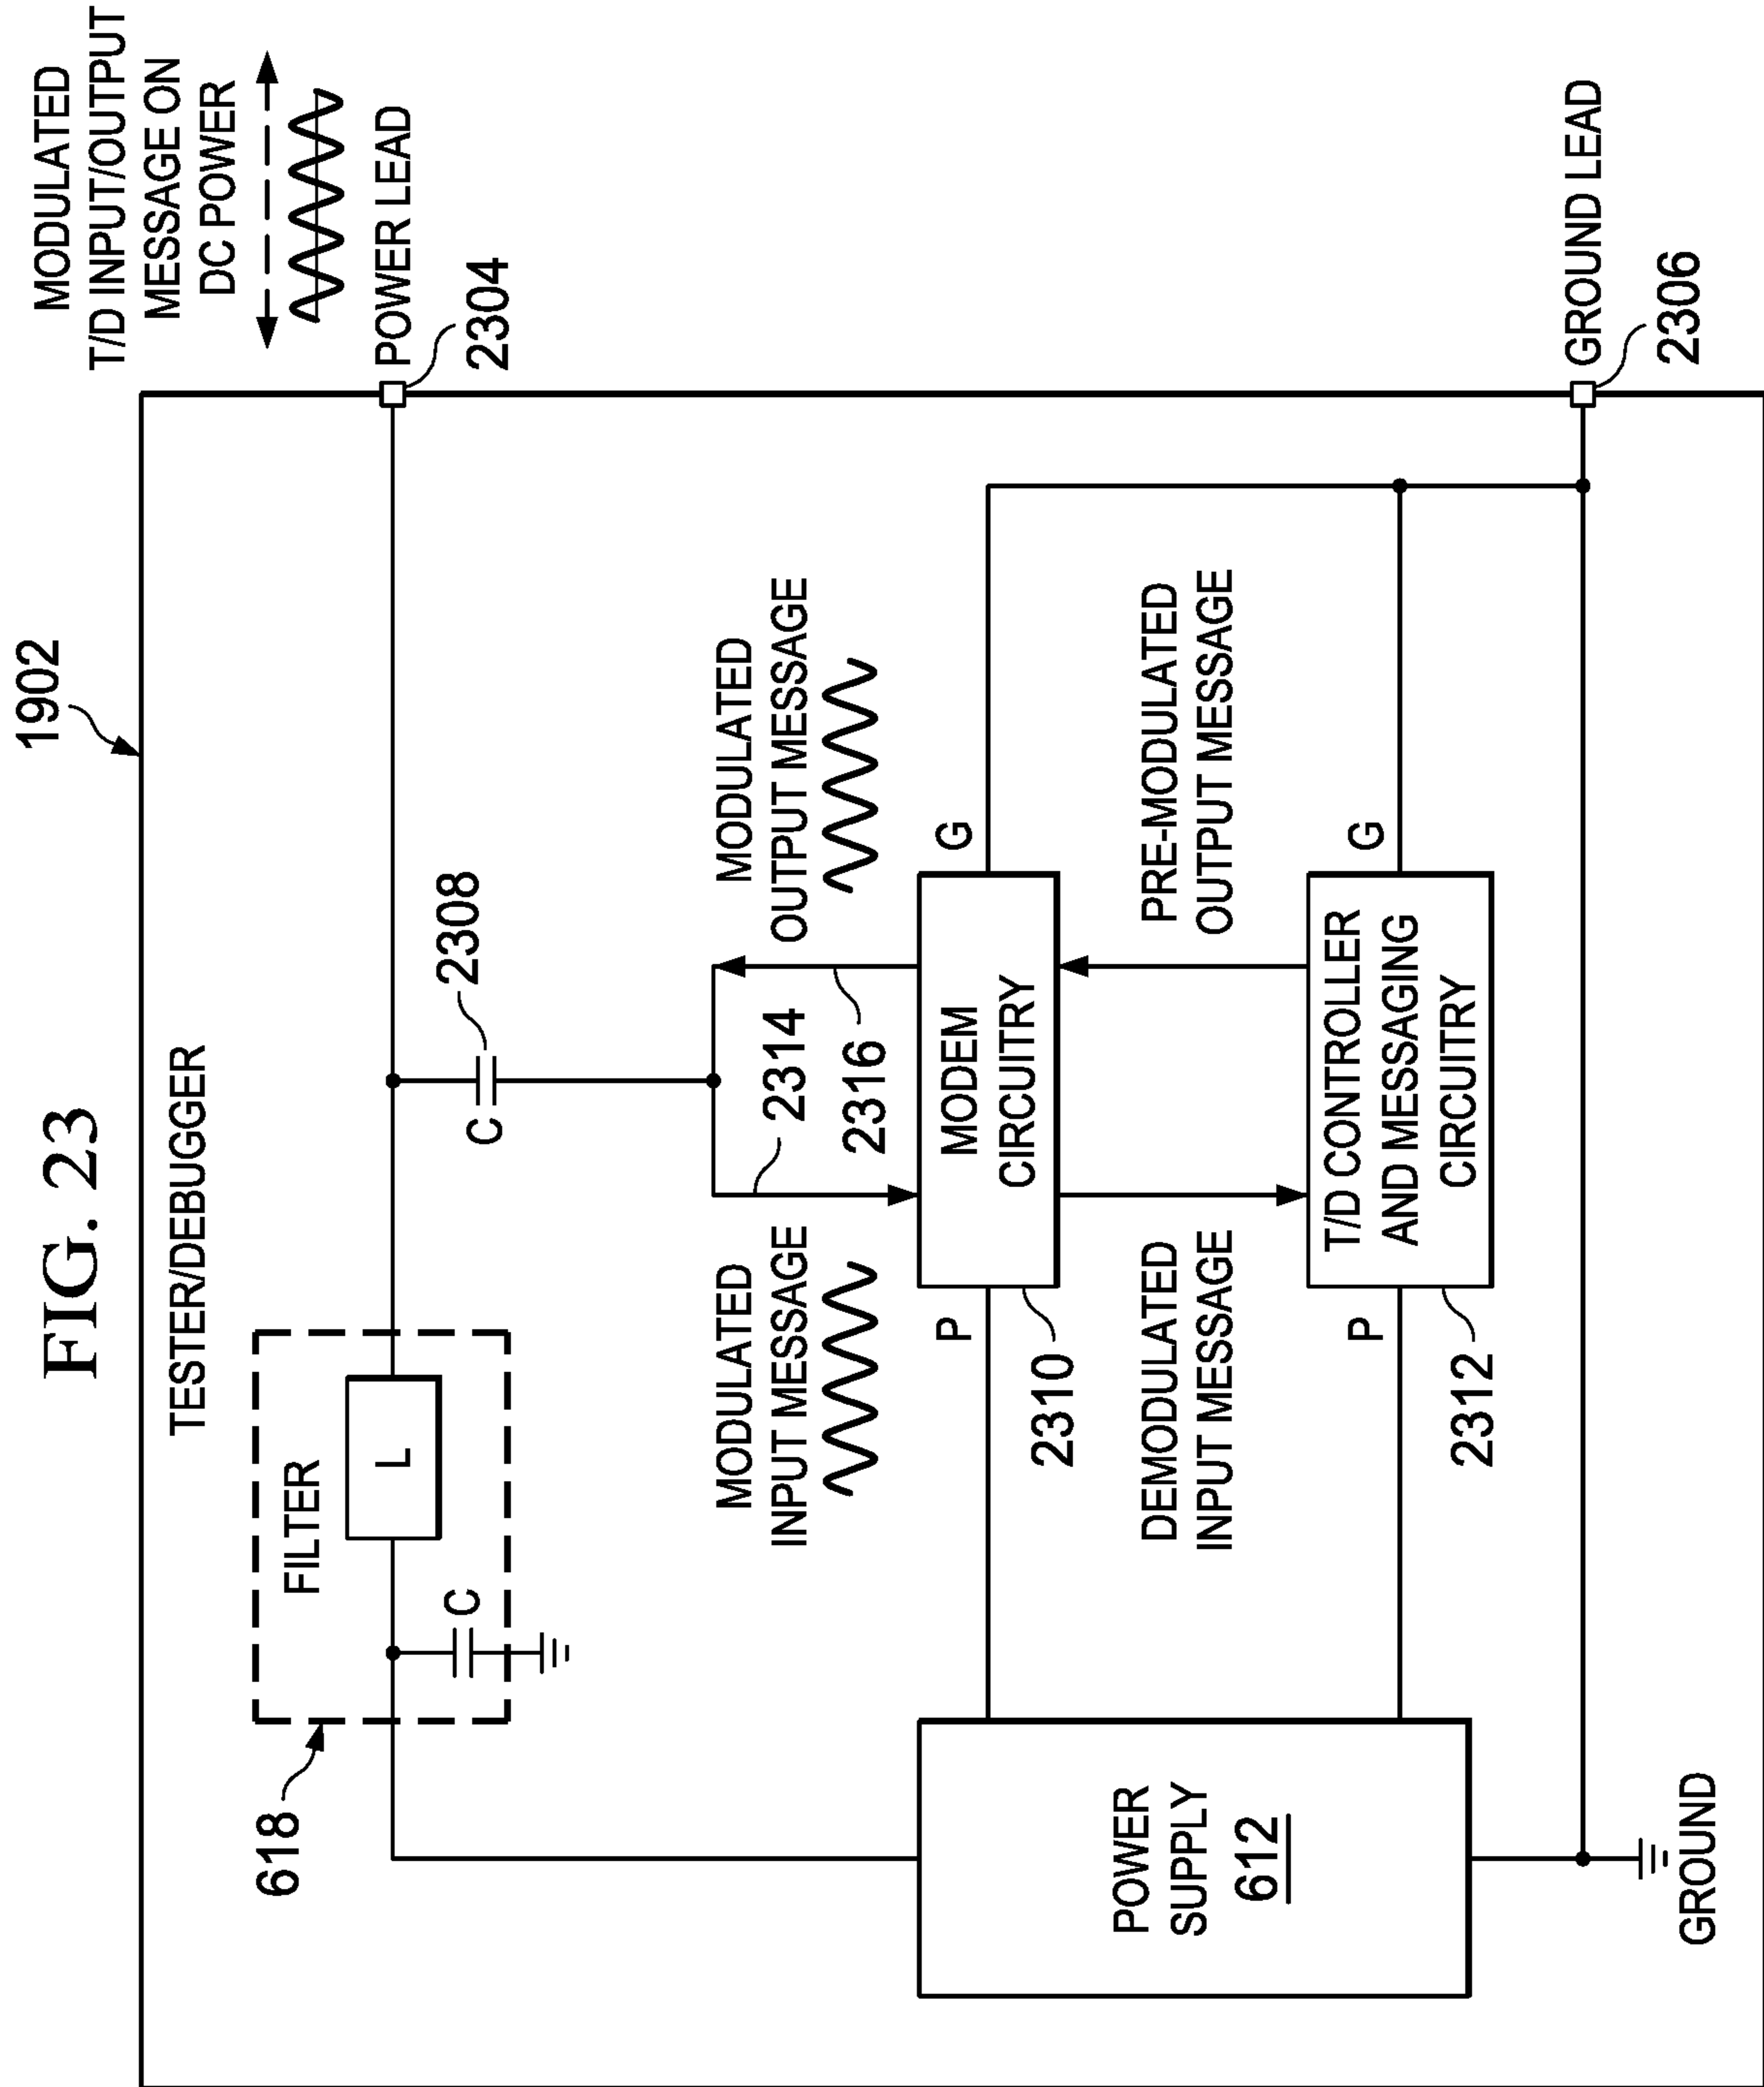 FIG. 23
1902
TESTER/DEBUGGER
MODULATED
T/D INPUT/OUTPUT
MESSAGE ON
DC POWER
618
FILTER
L
C
POWER LEAD
2304
C
2308
MODULATED
INPUT MESSAGE
2314
2316
MODULATED
OUTPUT MESSAGE
P
MODEM
CIRCUITRY
G
2310
POWER
SUPPLY
612
DEMODULATED
INPUT MESSAGE
PRE-MODULATED
OUTPUT MESSAGE
P
T/D CONTROLLER
AND MESSAGING
CIRCUITRY
G
2312
GROUND
GROUND LEAD
2306